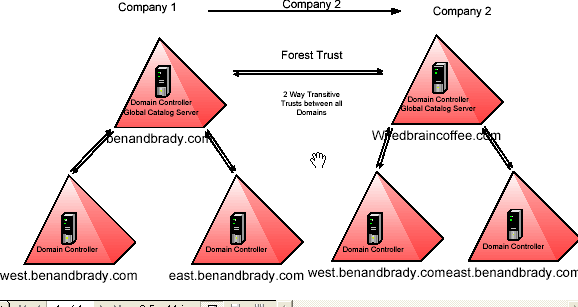 Company 1
Company 2
Company 2
Forest Trust
2 Way Transitive
Trusts between all
Domains
Domain Controller
Global Catalog Server
benandbrady.com
Domain Controller
Global Catalog Server
Wiredbraincoffee.com
Domain Controller
west.benandbrady.com
Domain Controller
east.benandbrady.com
Domain Controller
west.benandbrady.com
Domain Controller
east.benandbrady.com